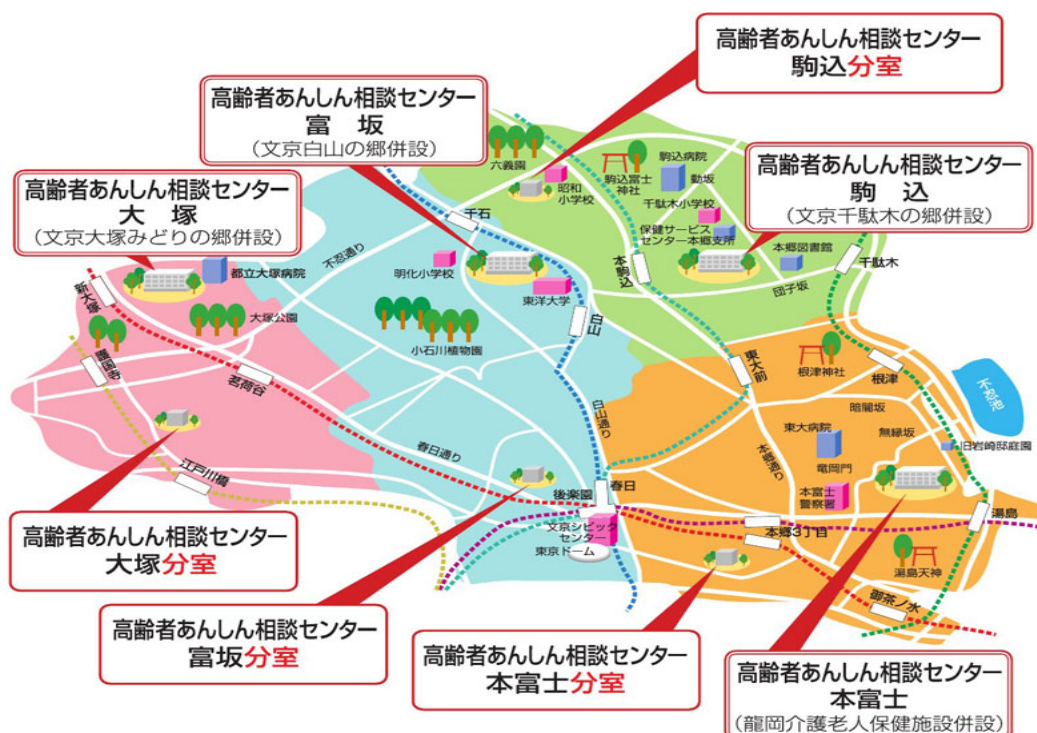 高齢者あんしん相談センター
駒込分室
高齢者あんしん相談センター
富 坂
(文京白山の郷併設)
高齢者あんしん相談センター
駒 込
(文京千駄木の郷併設)
高齢者あんしん相談センター
大 塚
(文京大塚みどりの郷併設)
六義園
昭和
小学校
駒込富士
神社
駒込病院
動坂
千駄木小学校
保健サービス
センター本郷支所
本郷図書館
団子坂
千駄木
本駒込
千石
不忍通り
明化小学校
東洋大学
白山
小石川植物園
都立大塚病院
新大塚
大塚公園
護国寺
茗荷谷
江戸川橋
春日通り
白山通り
東大前
根津神社
根津
不忍池
暗闇坂
無縁坂
旧岩崎邸庭園
東大病院
竜岡門
本郷通り
本富士
警察署
後楽園
春日
文京シビック
センター
東京ドーム
本郷3丁目
湯島
湯島天神
御茶ノ水
高齢者あんしん相談センター
大塚分室
高齢者あんしん相談センター
富坂分室
高齢者あんしん相談センター
本富士分室
高齢者あんしん相談センター
本富士
(龍岡介護老人保健施設併設)